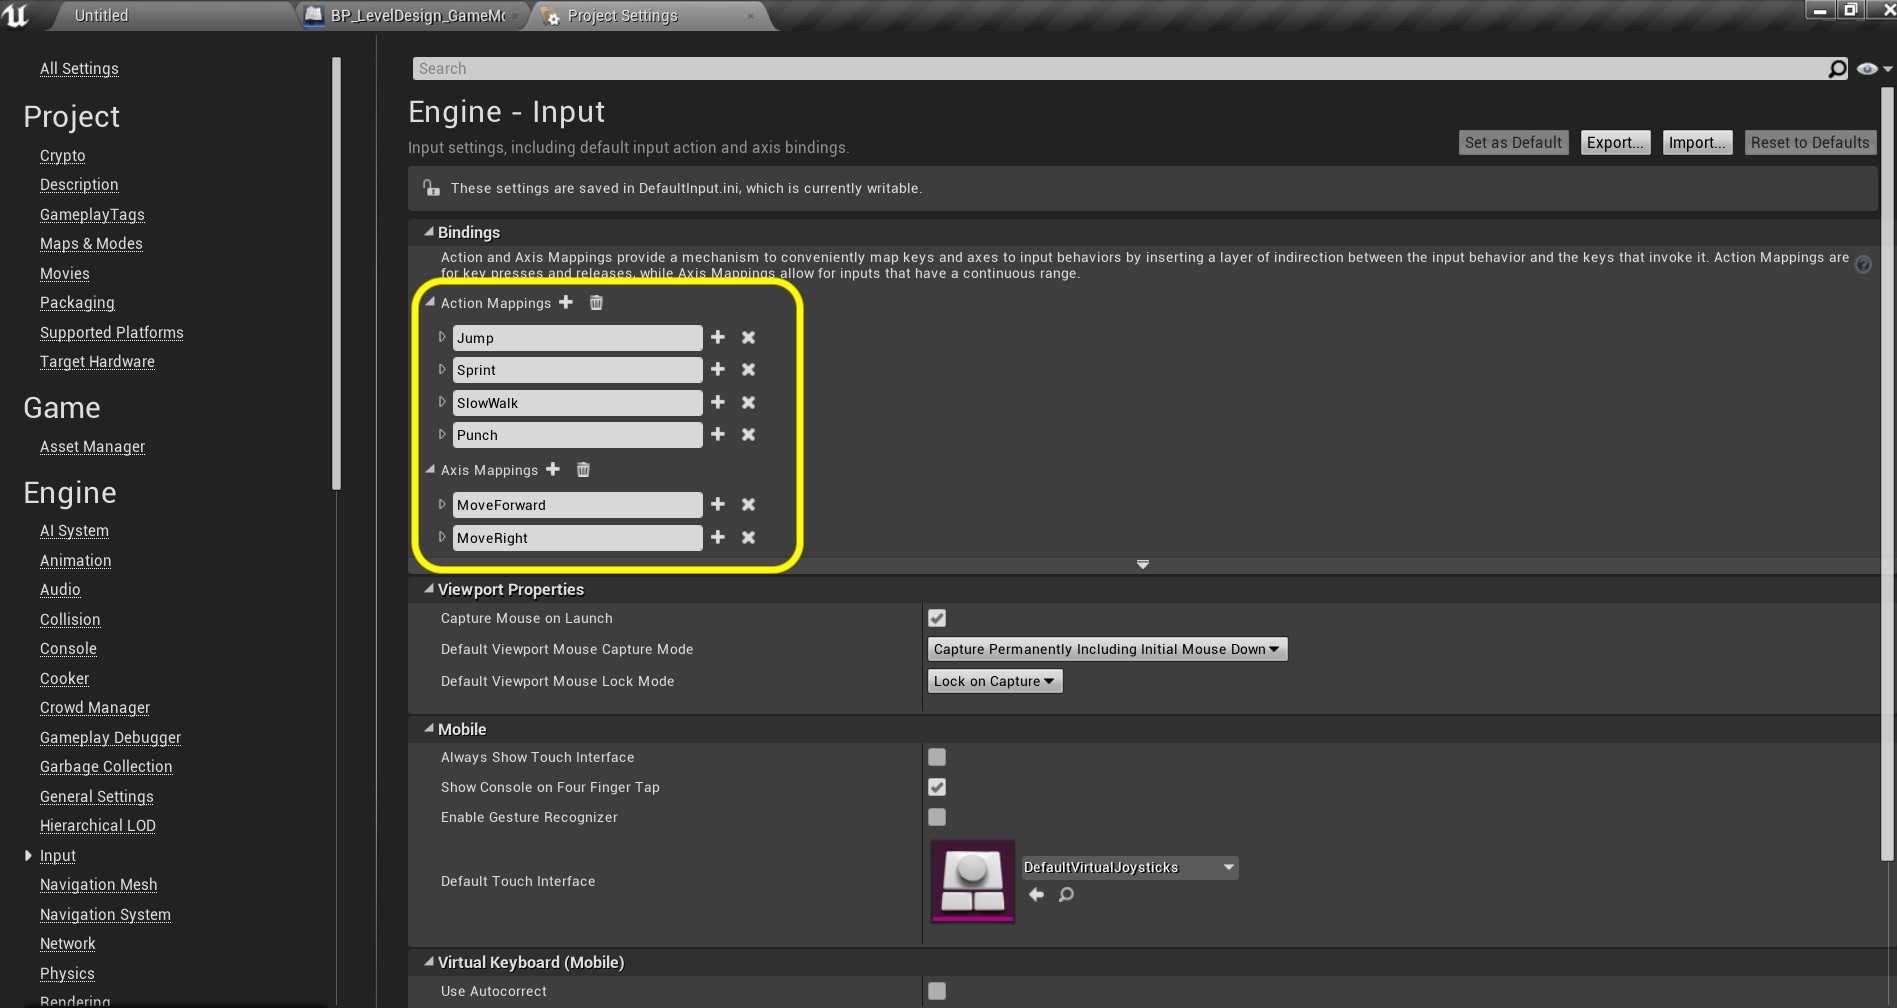 Untitled
BP_LevelDesign_GameMo
Project Settings
All Settings
Project
Crypto
Description
GameplayTags
Maps & Modes
Movies
Packaging
Supported Platforms
Target Hardware
Game
Asset Manager
Engine
AI System
Animation
Audio
Collision
Console
Cooker
Crowd Manager
Gameplay Debugger
Garbage Collection
General Settings
Hierarchical LOD
Input
Navigation Mesh
Navigation System
Network
Physics
Rendering
Search
Engine - Input
Input settings, including default input action and axis bindings.
Set as Default
Export...
Import...
Reset to Defaults
These settings are saved in DefaultInput.ini, which is currently writable.
Bindings
Action and Axis Mappings provide a mechanism to conveniently map keys and axes to input behaviors by inserting a layer of indirection between the input behavior and the keys that invoke it. Action Mappings are
for key presses and releases, while Axis Mappings allow for inputs that have a continuous range.
Action Mappings
Jump
Sprint
SlowWalk
Punch
Axis Mappings
MoveForward
MoveRight
Viewport Properties
Capture Mouse on Launch
Default Viewport Mouse Capture Mode
Capture Permanently Including Initial Mouse Down
Default Viewport Mouse Lock Mode
Lock on Capture
Mobile
Always Show Touch Interface
Show Console on Four Finger Tap
Enable Gesture Recognizer
Default Touch Interface
DefaultVirtualJoysticks
Virtual Keyboard (Mobile)
Use Autocorrect